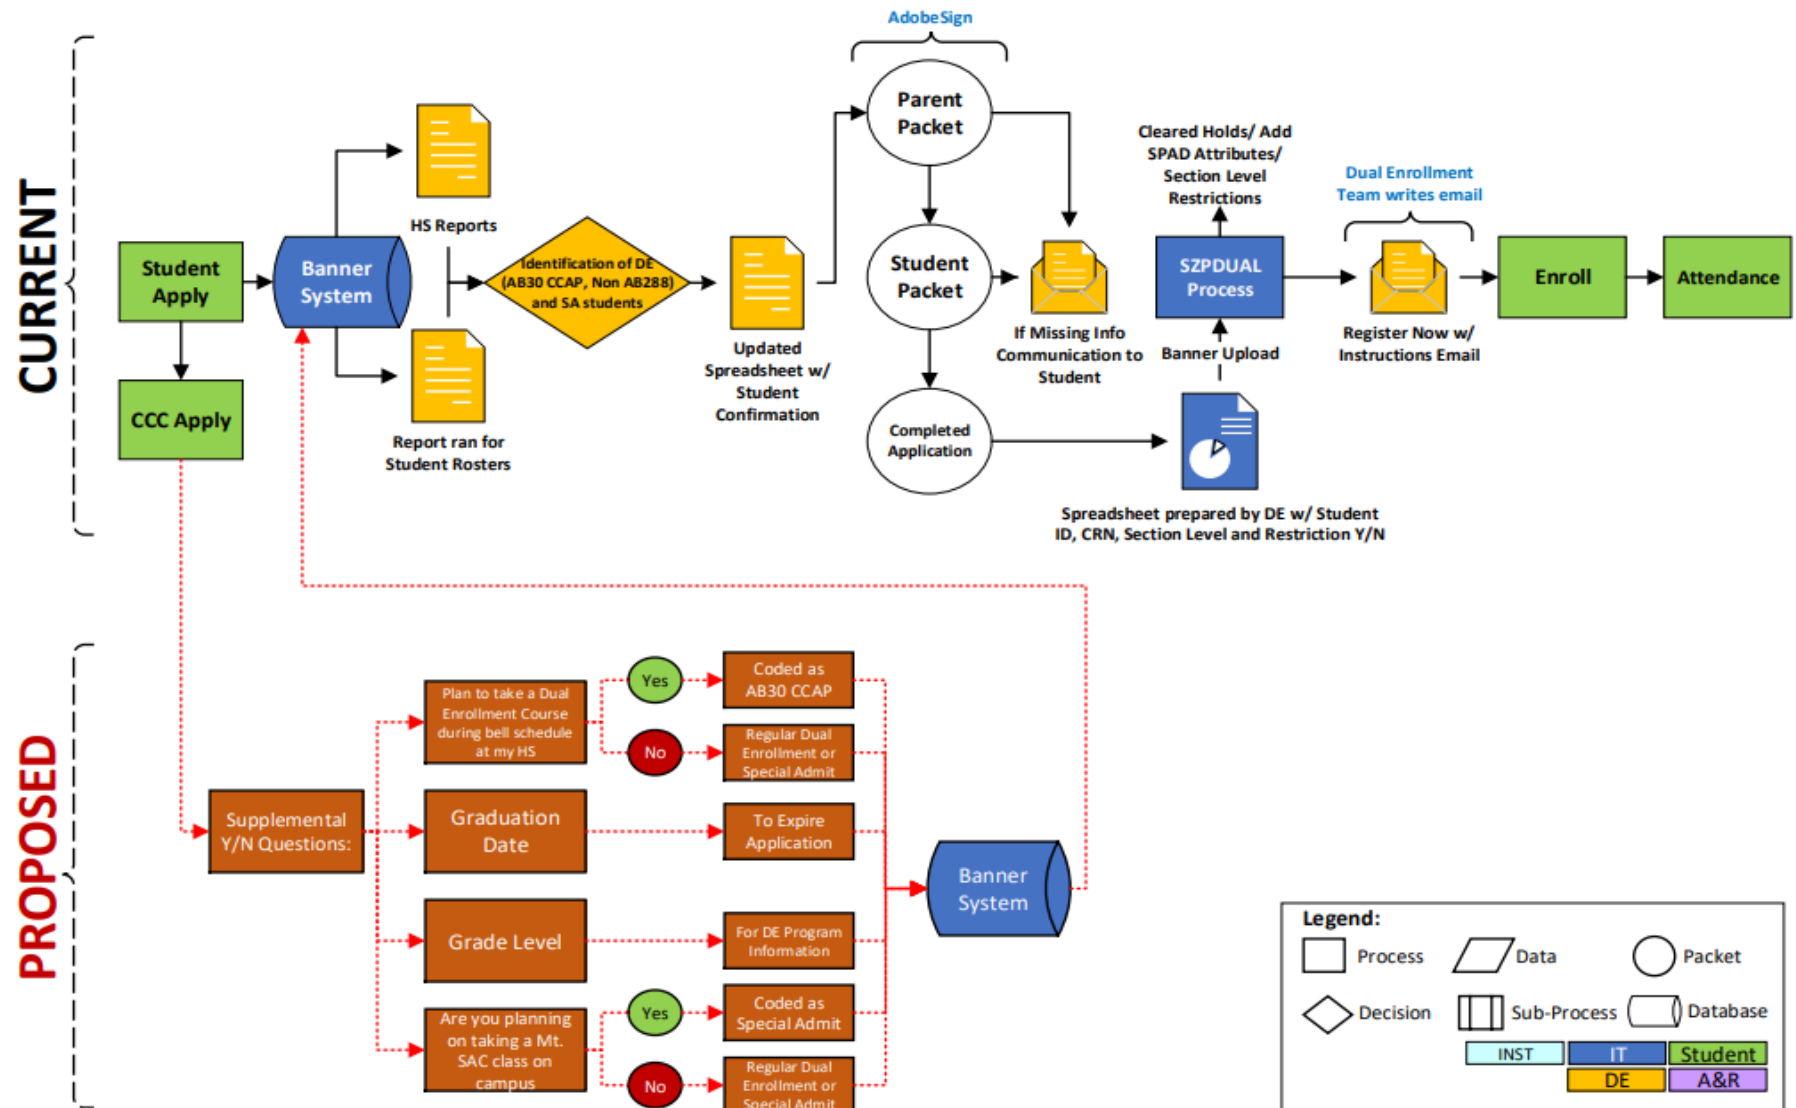 AdobeSign
CURRENT
Student
Apply
CCC Apply
Banner
System
HS Reports
Report ran for
Student Rosters
Identification of DE
(AB30 CCAP, Non AB288)
and SA students
Updated
Spreadsheet w/
Student
Confirmation
Parent
Packet
Student
Packet
Completed
Application
If Missing Info
Communication to
Student
Cleared Holds/ Add
SPAD Attributes/
Section Level
Restrictions
SZPDUAL
Process
Banner Upload
Spreadsheet prepared by DE w/ Student
ID, CRN, Section Level and Restriction Y/N
Dual Enrollment
Team writes email
Register Now w/
Instructions Email
Enroll
Attendance
PROPOSED
Supplemental
Y/N Questions:
Plan to take a Dual
Enrollment Course
during bell schedule
at my HS
Yes
Coded as
AB30 CCAP
No
Regular Dual
Enrollment or
Special Admit
Graduation
Date
To Expire
Application
Grade Level
For DE Program
Information
Are you planning
on taking a Mt.
SAC class on
campus
Yes
Coded as
Special Admit
No
Regular Dual
Enrollment or
Special Admit
Banner
System
Legend:
Process
Data
Packet
Decision
Sub-Process
Database
INST
IT
Student
DE
A&R